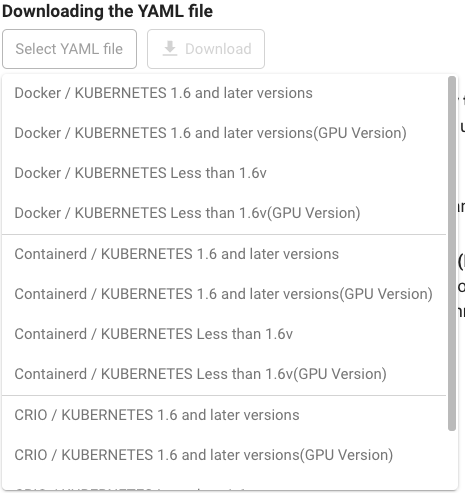 Downloading the YAML file
Select YAML file
Download
Docker / KUBERNETES 1.6 and later versions
Docker / KUBERNETES 1.6 and later versions(GPU Version)
Docker / KUBERNETES Less than 1.6v
Docker / KUBERNETES Less than 1.6v(GPU Version)
Containerd / KUBERNETES 1.6 and later versions
Containerd / KUBERNETES 1.6 and later versions(GPU Version)
Containerd / KUBERNETES Less than 1.6v
Containerd / KUBERNETES Less than 1.6v(GPU Version)
CRIO / KUBERNETES 1.6 and later versions
CRIO / KUBERNETES 1.6 and later versions(GPU Version)